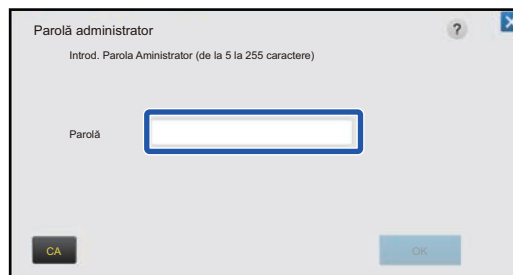 Parolă administrator
?
Introd. Parola Aministrator (de la 5 la 255 caractere)
Parolă
CA
OK